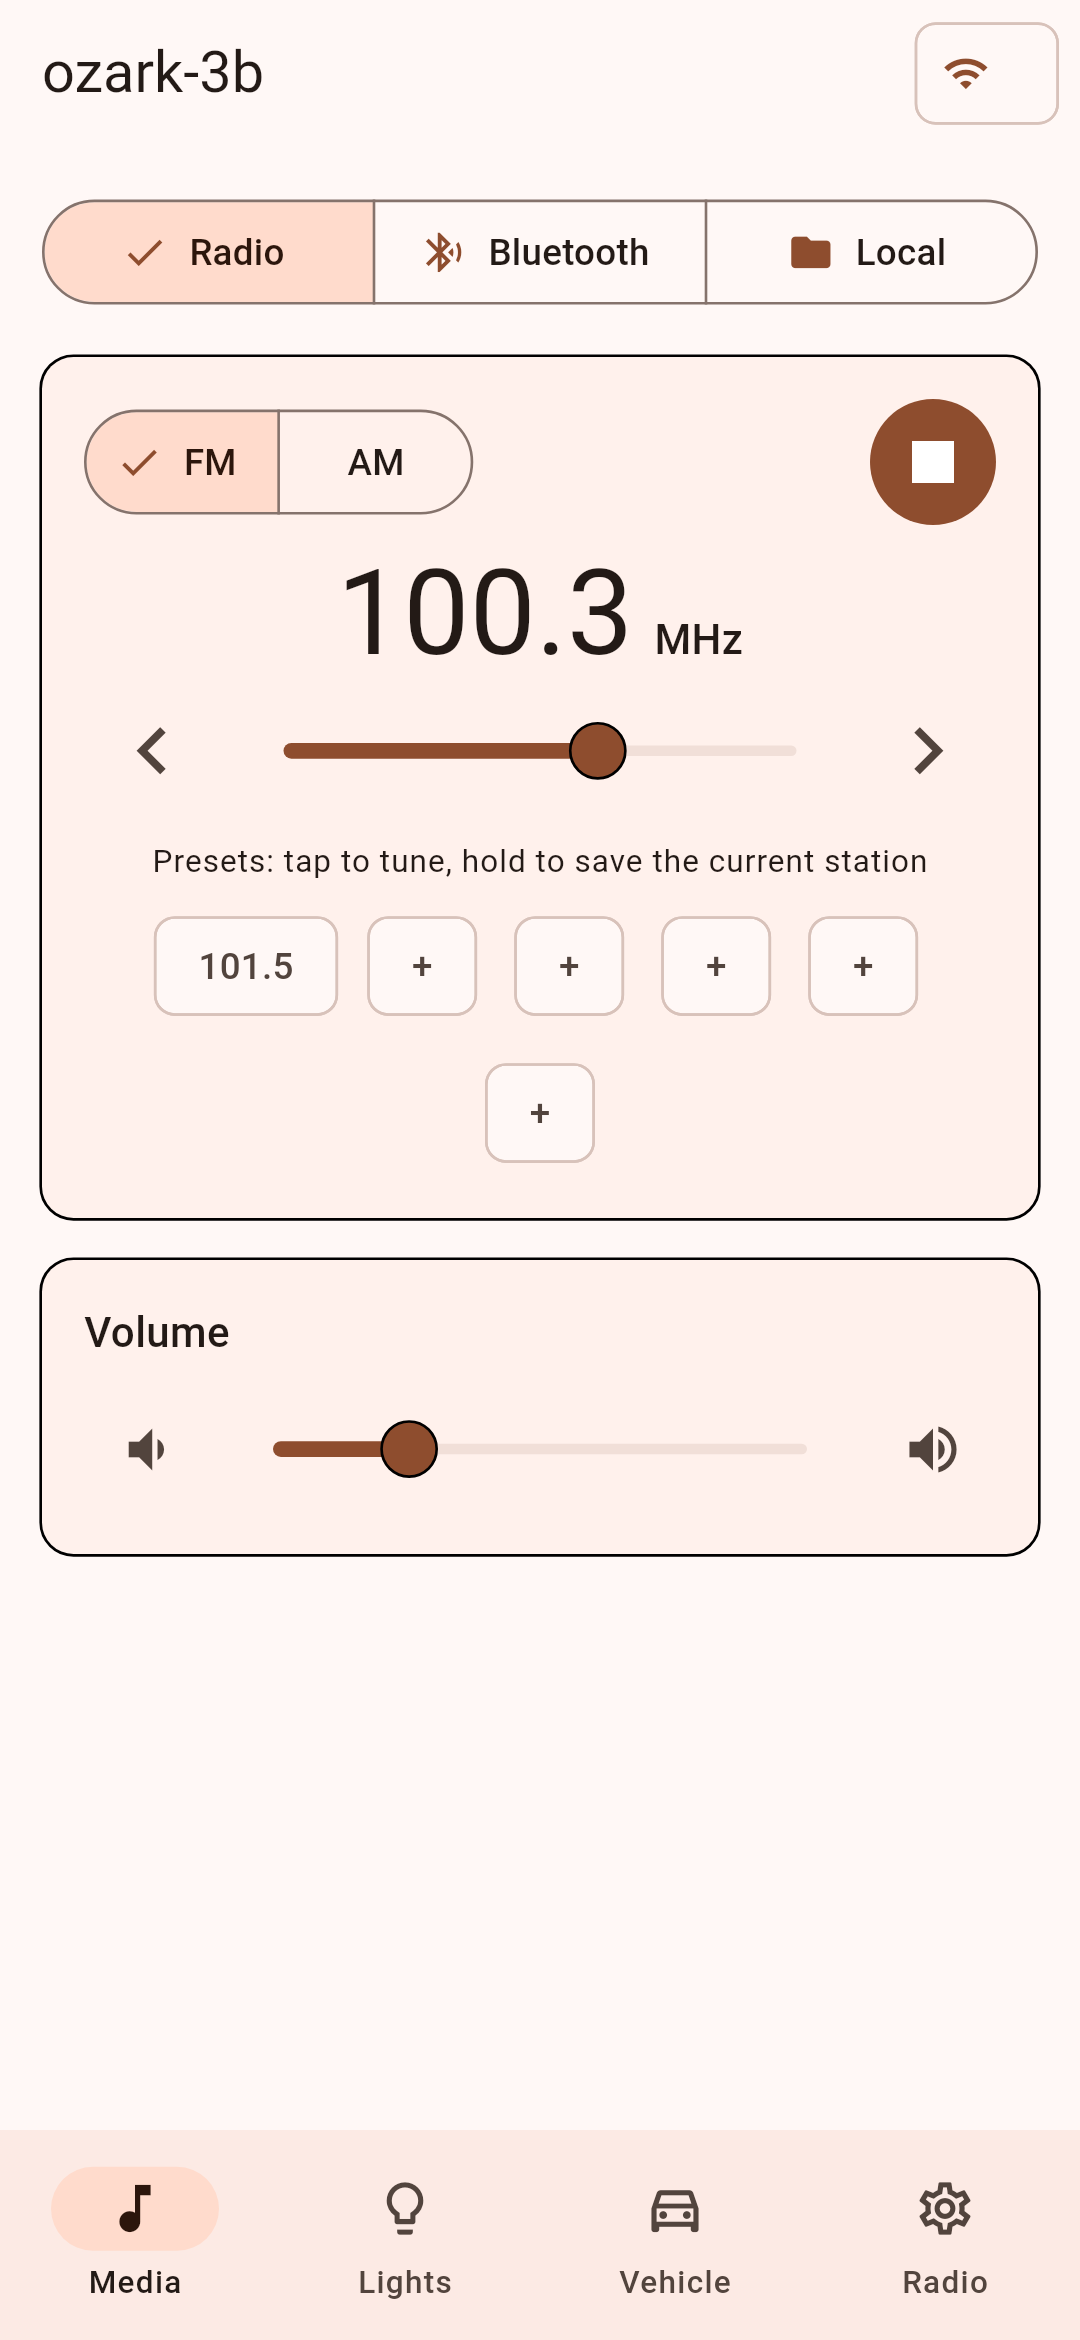 ozark-3b
Radio Bluetooth Local
FM AM
100.3 MHz
Presets: tap to tune, hold to save the current station
101.5 + + + +
+
Volume
Media Lights Vehicle Radio